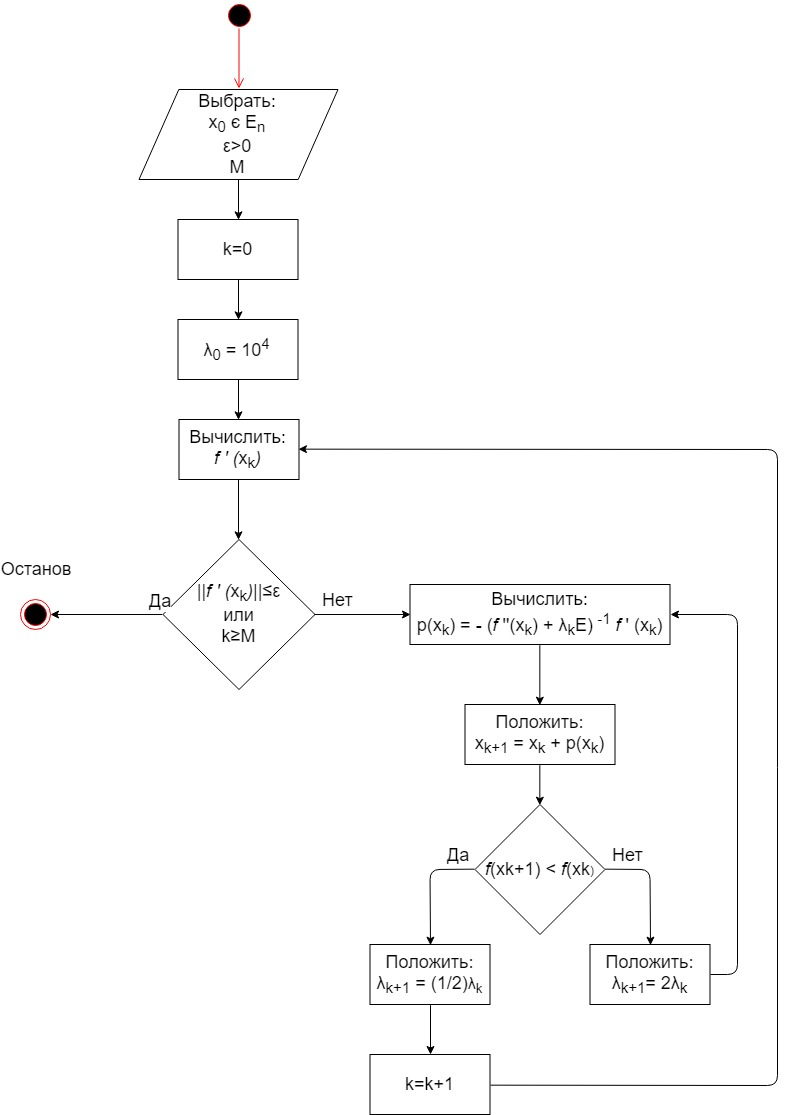 Выбрать:
x₀ є Eₙ
ε>0
M
k=0
λ₀ = 10⁴
Вычислить:
f ' (xₖ)
Останов
Да
||f ' (xₖ)||≤ε
или
k≥M
Нет
Вычислить:
p(xₖ) = - (f "(xₖ) + λₖE) ⁻¹ f ' (xₖ)
Положить:
xₖ₊₁ = xₖ + p(xₖ)
Да
f(xk+1) < f(xk)
Нет
Положить:
λₖ₊₁ = (1/2)λₖ
Положить:
λₖ₊₁= 2λₖ
k=k+1